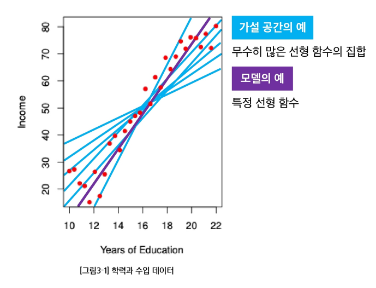 80
70
60
50
40
30
20
Income
10 12 14 16 18 20 22
Years of Education
[그림3-1] 학력과 수입 데이터
가설 공간의 예
무수히 많은 선형 함수의 집합
모델의 예
특정 선형 함수